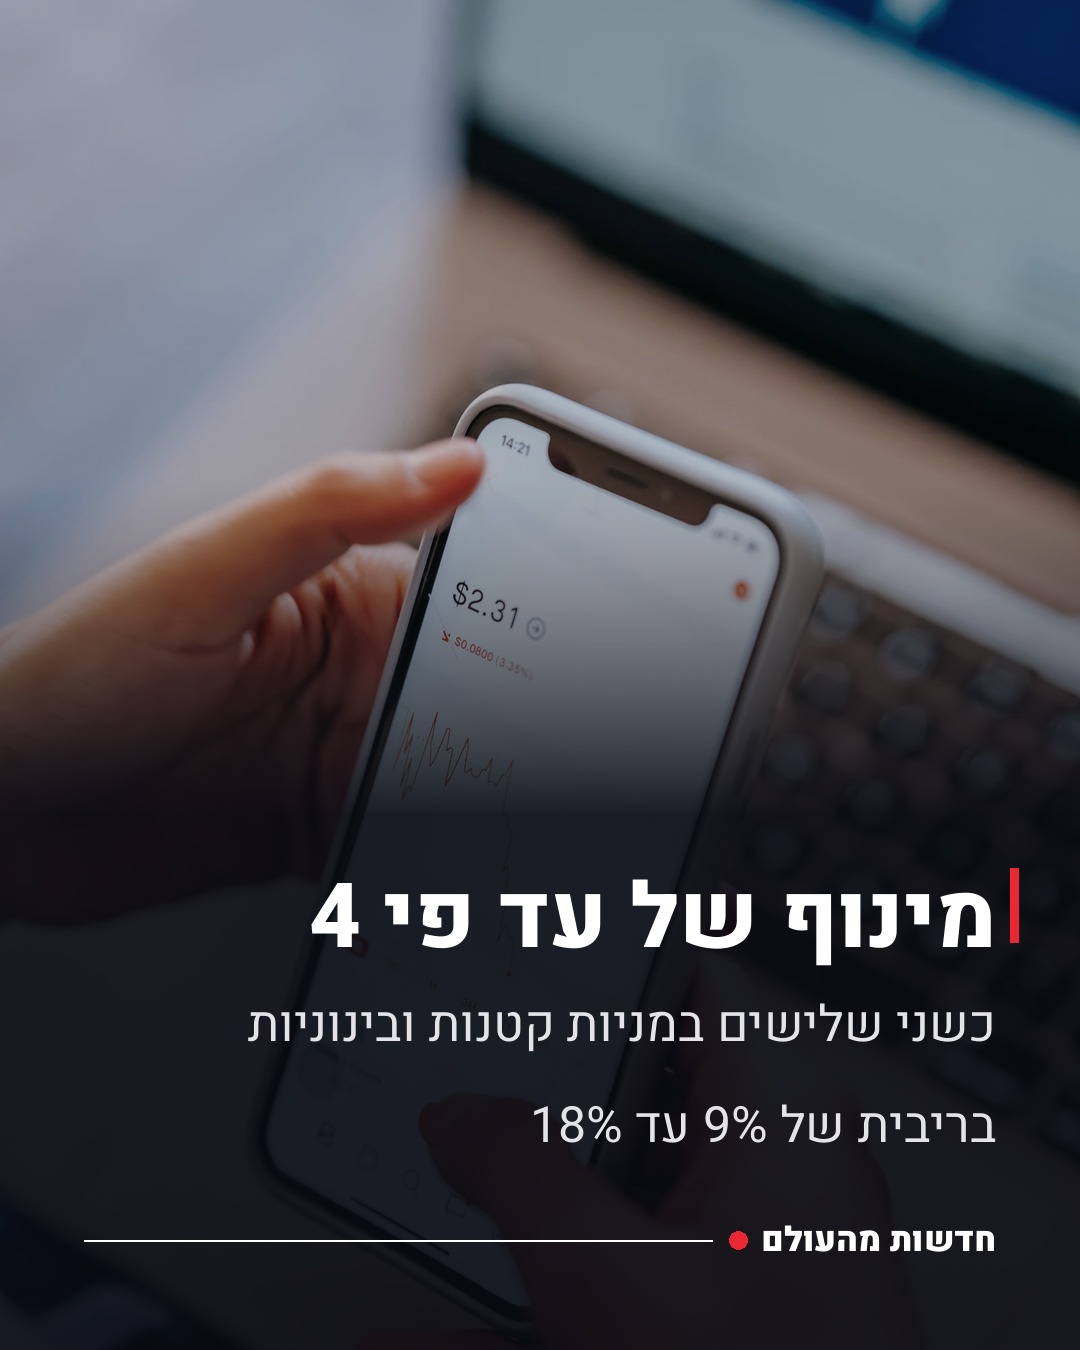 14:21
$2.31
$0.0800 (3.35%)
מינוף של עד פי 4
כשני שלישים במניות קטנות ובינוניות
בריבית של 9% עד 18%
חדשות מהעולם